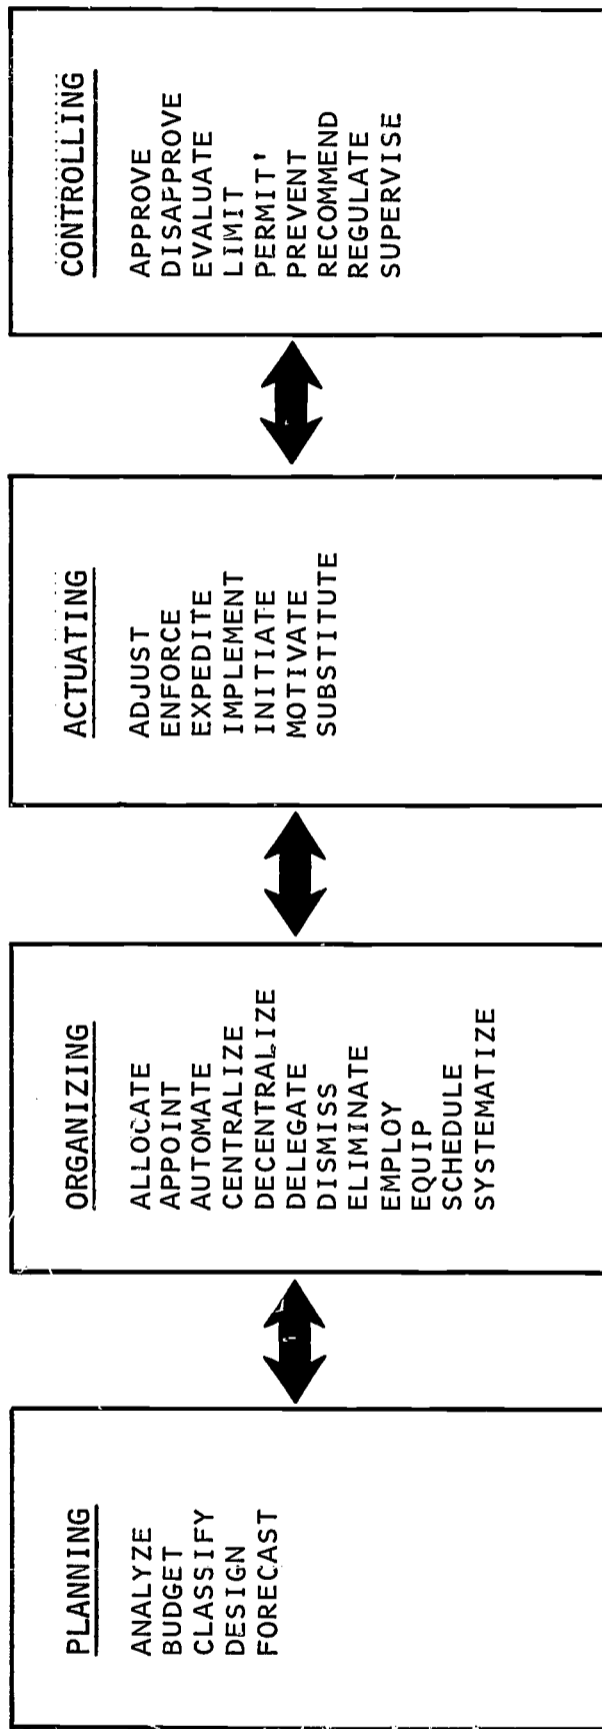 PLANNING
ANALYZE
BUDGET
CLASSIFY
DESIGN
FORECAST
ORGANIZING
ALLOCATE
APPOINT
AUTOMATE
CENTRALIZE
DECENTRALIZE
DELEGATE
DISMISS
ELIMINATE
EMPLOY
EQUIP
SCHEDULE
SYSTEMATIZE
ACTUATING
ADJUST
ENFORCE
EXPEDITE
IMPLEMENT
INITIATE
MOTIVATE
SUBSTITUTE
CONTROLLING
APPROVE
DISAPPROVE
EVALUATE
LIMIT
PERMIT'
PREVENT
RECOMMEND
REGULATE
SUPERVISE